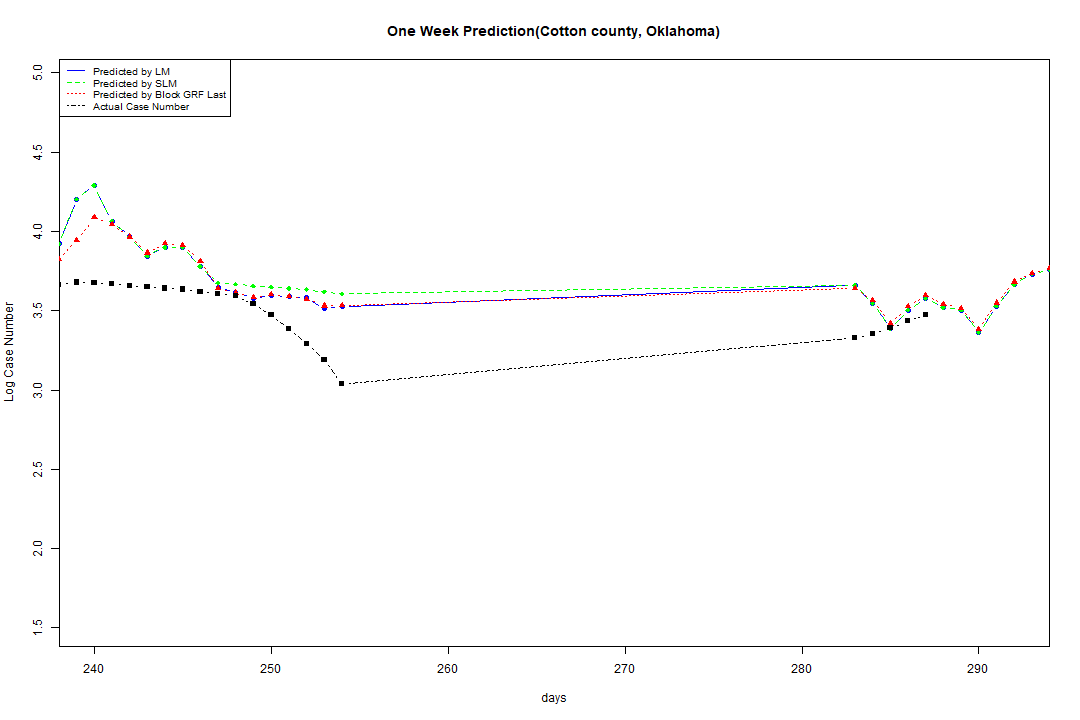 One Week Prediction(Cotton county, Oklahoma)
Predicted by LM
Predicted by SLM
Predicted by Block GRF Last
Actual Case Number
5.0
4.5
4.0
3.5
3.0
2.5
2.0
1.5
Log Case Number
240 250 260 270 280 290
days